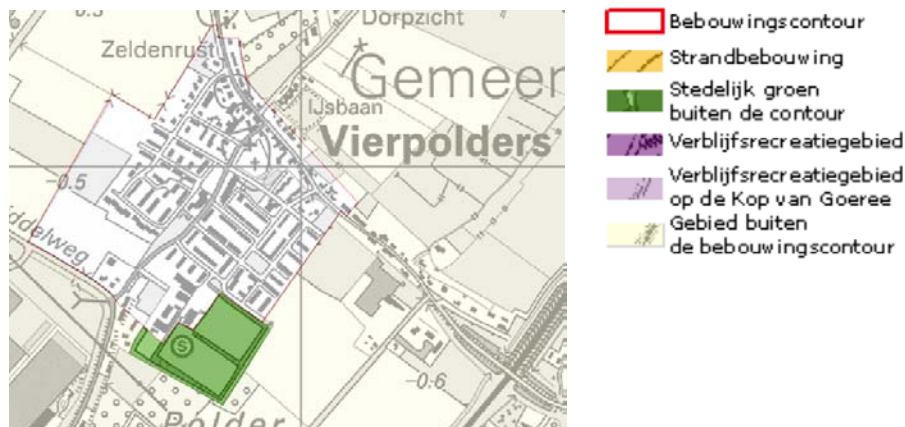 Dorpzicht
Zeldenrust
Gemeen
IJsbaan
Vierpolders
-0.5
iddelweg
S
-0.6
Polder
Bebouwingscontour
Strandbebouwing
Stedelijk groen
buiten de contour
Verblijfsrecreatiegebied
Verblijfsrecreatiegebied
op de Kop van Goeree
Gebied buiten
de bebouwingscontour